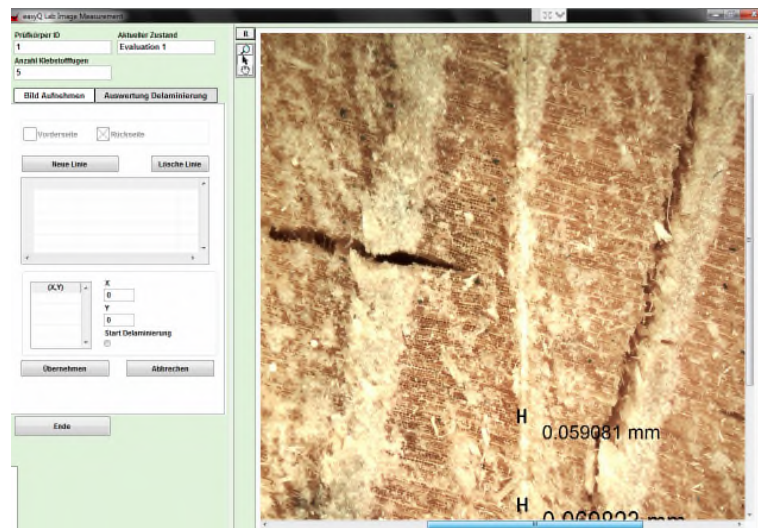 easyQ Lab Image Measurement
Prüfkörper ID
Aktueller Zustand
1
Evaluation 1
Anzahl Klebstofffugen
5
Bild Aufnehmen
Auswertung Delaminierung
Vorderseite
Rückseite
Neue Linie
Lösche Linie
(X,Y)
X
0
Y
0
Start Delaminierung
Übernehmen
Abbrechen
Ende
R
H
0.059081 mm
H